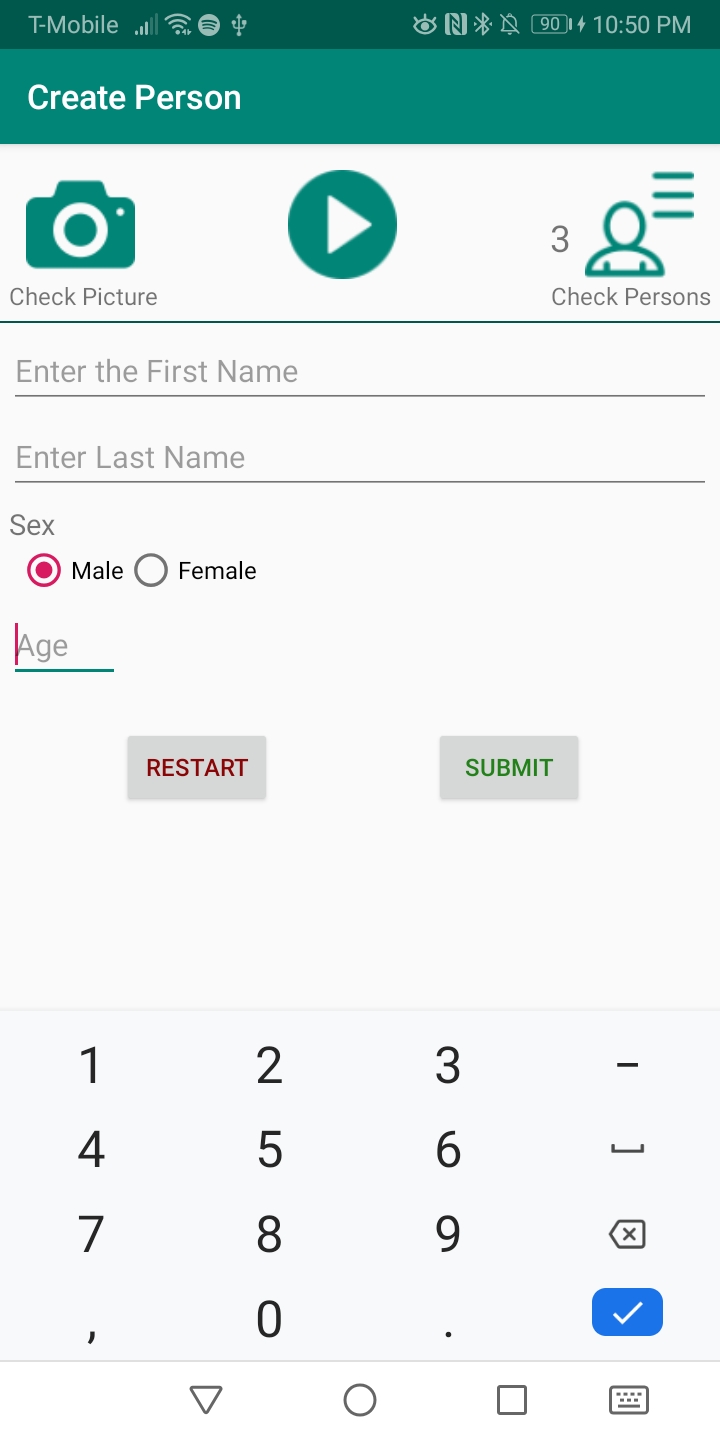 T-Mobile 90 10:50 PM
Create Person
3
Check Picture Check Persons
Enter the First Name
Enter Last Name
Sex
Male Female
Age
RESTART SUBMIT
1 2 3 –
4 5 6
7 8 9
, 0 .